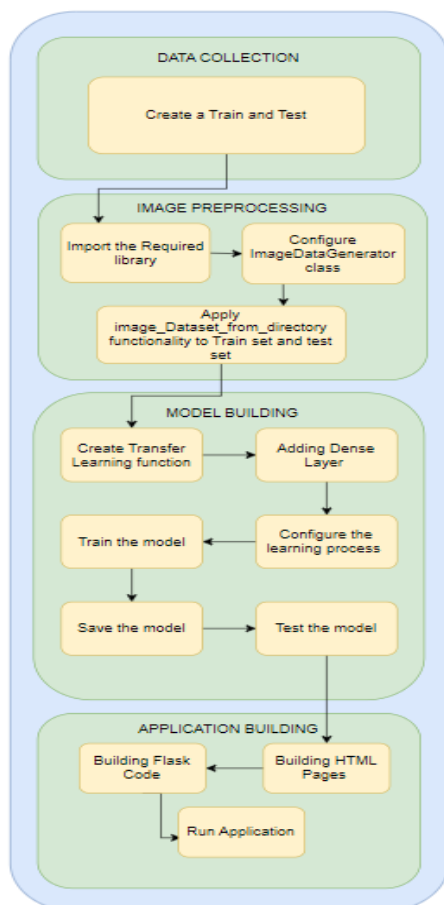 DATA COLLECTION
Create a Train and Test
IMAGE PREPROCESSING
Import the Required
library
Configure
ImageDataGenerator
class
Apply
image_Dataset_from_directory
functionality to Train set and test
set
MODEL BUILDING
Create Transfer
Learning function
Adding Dense
Layer
Configure the
learning process
Train the model
Save the model
Test the model
APPLICATION BUILDING
Building HTML
Pages
Building Flask
Code
Run Application